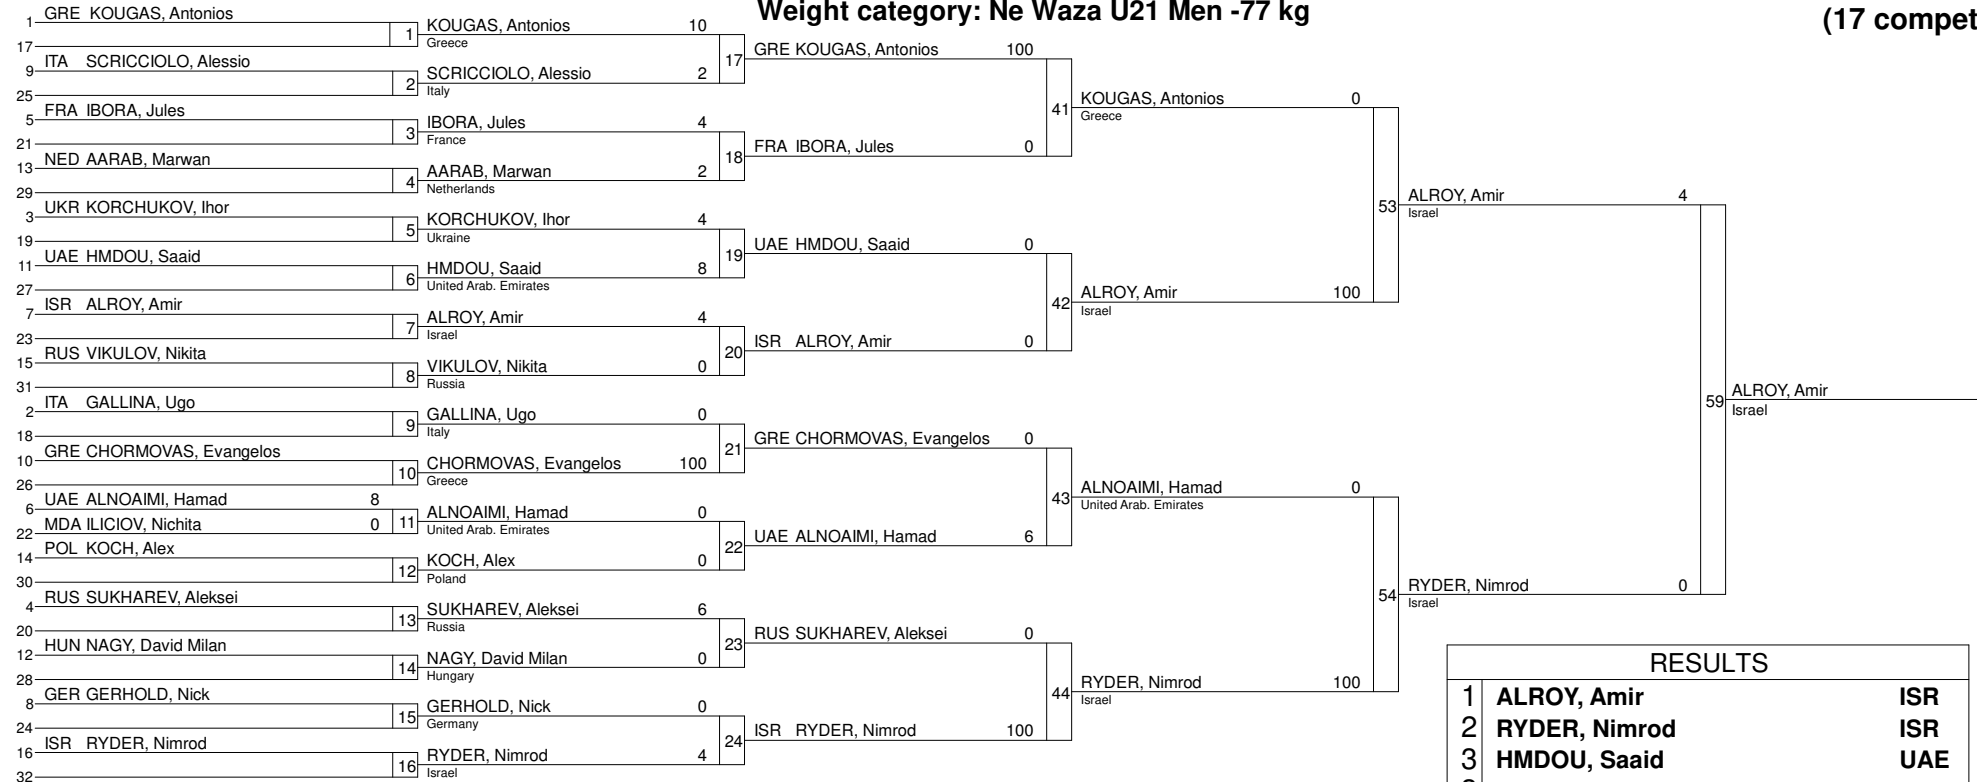 Weight category: Ne Waza U21 Men -77 kg
(17 compet
1 GRE KOUGAS, Antonios
17
9 ITA SCRICCIOLO, Alessio
25
5 FRA IBORA, Jules
21
13 NED AARAB, Marwan
29
3 UKR KORCHUKOV, Ihor
19
11 UAE HMDOU, Saaid
27
7 ISR ALROY, Amir
23
15 RUS VIKULOV, Nikita
31
2 ITA GALLINA, Ugo
18
10 GRE CHORMOVAS, Evangelos
26
6 UAE ALNOAIMI, Hamad 8
22 MDA ILICIOV, Nichita 0
14 POL KOCH, Alex
30
4 RUS SUKHAREV, Aleksei
20
12 HUN NAGY, David Milan
28
8 GER GERHOLD, Nick
24
16 ISR RYDER, Nimrod
32
1 KOUGAS, Antonios 10
Greece
2 SCRICCIOLO, Alessio 2
Italy
3 IBORA, Jules 4
France
4 AARAB, Marwan 2
Netherlands
5 KORCHUKOV, Ihor 4
Ukraine
6 HMDOU, Saaid 8
United Arab. Emirates
7 ALROY, Amir 4
Israel
8 VIKULOV, Nikita 0
Russia
9 GALLINA, Ugo 0
Italy
10 CHORMOVAS, Evangelos 100
Greece
11 ALNOAIMI, Hamad 0
United Arab. Emirates
12 KOCH, Alex 0
Poland
13 SUKHAREV, Aleksei 6
Russia
14 NAGY, David Milan 0
Hungary
15 GERHOLD, Nick 0
Germany
16 RYDER, Nimrod 4
Israel
17 GRE KOUGAS, Antonios 100
18 FRA IBORA, Jules 0
19 UAE HMDOU, Saaid 0
20 ISR ALROY, Amir 0
21 GRE CHORMOVAS, Evangelos 0
22 UAE ALNOAIMI, Hamad 6
23 RUS SUKHAREV, Aleksei 0
24 ISR RYDER, Nimrod 100
41 KOUGAS, Antonios 0
Greece
42 ALROY, Amir 100
Israel
43 ALNOAIMI, Hamad 0
United Arab. Emirates
44 RYDER, Nimrod 100
Israel
53 ALROY, Amir 4
Israel
54 RYDER, Nimrod 0
Israel
59 ALROY, Amir
Israel
RESULTS
1 ALROY, Amir ISR
2 RYDER, Nimrod ISR
3 HMDOU, Saaid UAE